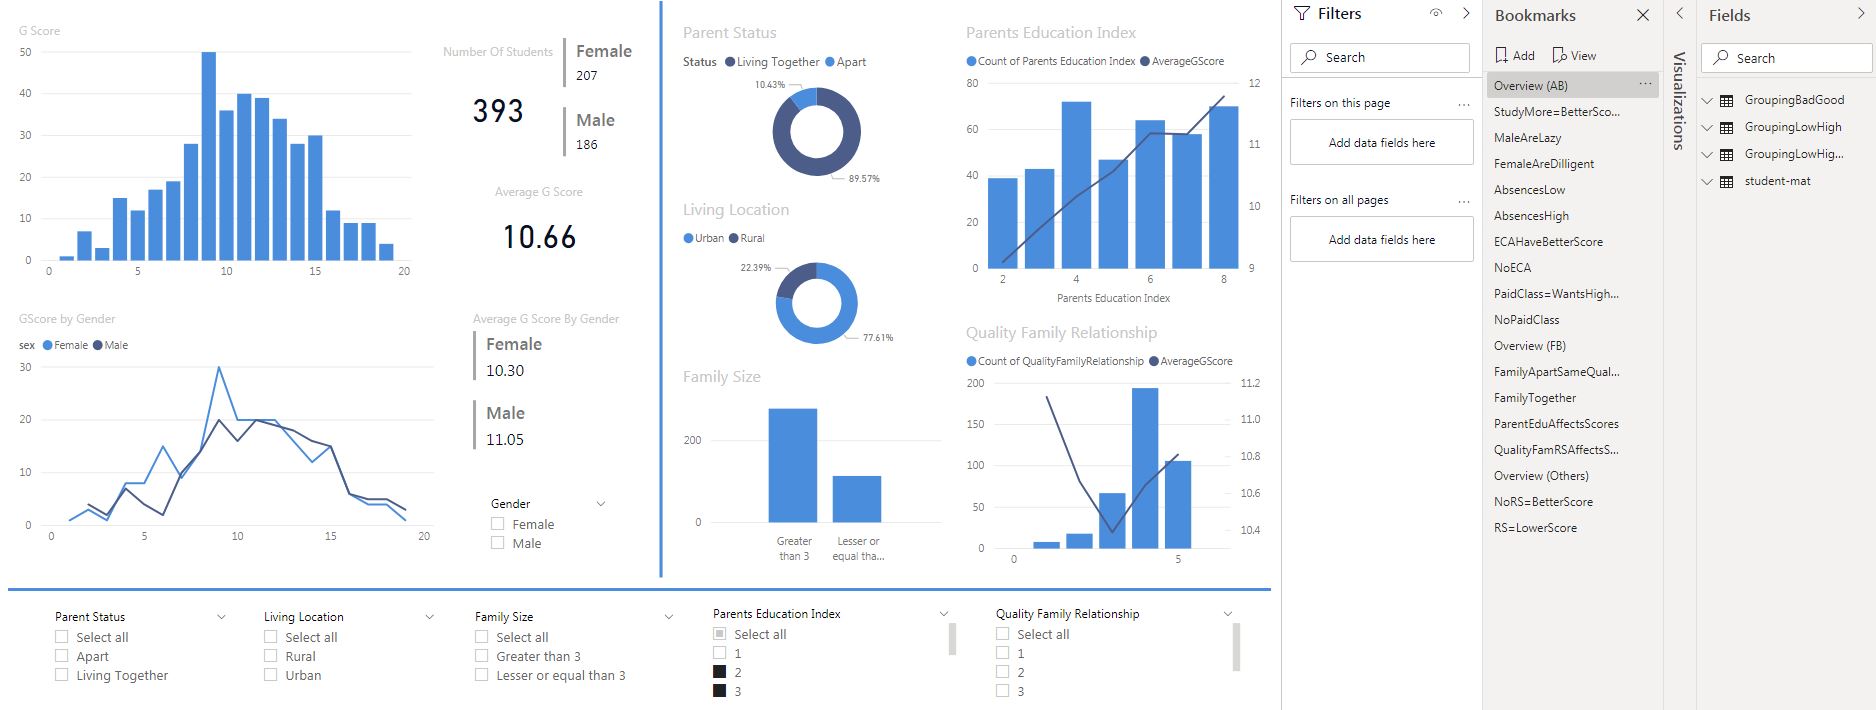 G Score
50
40
30
20
10
0
0 5 10 15 20
Number Of Students
393
Female
207
Male
186
Average G Score
10.66
GScore by Gender
sex Female Male
30
20
10
0
0 5 10 15 20
Average G Score By Gender
Female
10.30
Male
11.05
Gender
Female
Male
Parent Status
Status Living Together Apart
10.43%
89.57%
Living Location
Urban Rural
22.39%
77.61%
Family Size
200
0
Greater than 3
Lesser or equal tha...
Parents Education Index
Count of Parents Education Index AverageGScore
80 12
60 11
40 10
20
0 9
2 4 6 8
Parents Education Index
Quality Family Relationship
Count of QualityFamilyRelationship AverageGScore
200 11.2
150 11.0
100 10.8
50 10.6
0 10.4
0 5
Parent Status
Select all
Apart
Living Together
Living Location
Select all
Rural
Urban
Family Size
Select all
Greater than 3
Lesser or equal than 3
Parents Education Index
Select all
1
2
3
Quality Family Relationship
Select all
1
2
3
Filters
Search
Filters on this page ...
Add data fields here
Filters on all pages ...
Add data fields here
Bookmarks
Add View
Overview (AB) ...
StudyMore=BetterSco...
MaleAreLazy
FemaleAreDilligent
AbsencesLow
AbsencesHigh
ECAHaveBetterScore
NoECA
PaidClass=WantsHigh...
NoPaidClass
Overview (FB)
FamilyApartSameQual...
FamilyTogether
ParentEduAffectsScores
QualityFamRSAffectsS...
Overview (Others)
NoRS=BetterScore
RS=LowerScore
Visualizations
Fields
Search
GroupingBadGood
GroupingLowHigh
GroupingLowHig...
student-mat